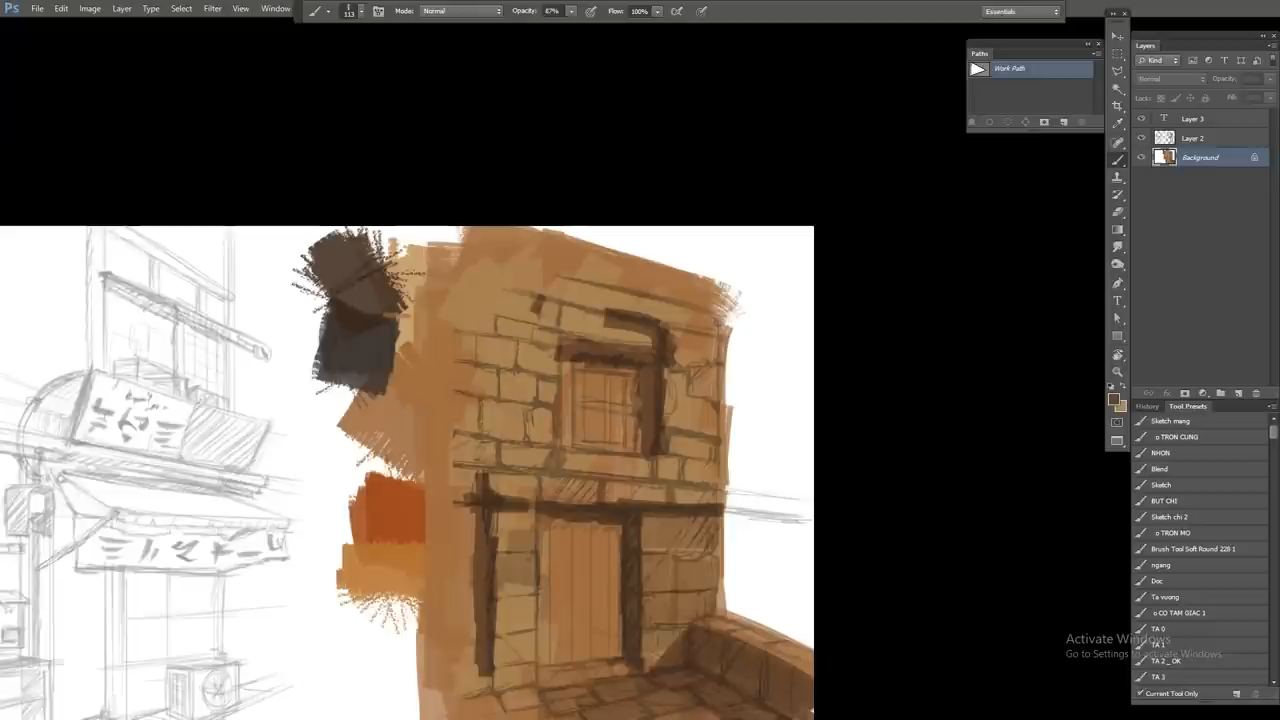 Ps File Edit Image Layer Type Select Filter View Window
113 Mode: Normal Opacity: 87% Flow: 100% Essentials
Paths
Work Path
Layers
Kind
Normal Opacity:
Lock: Fill:
Layer 3
Layer 2
Background
History Tool Presets
Sketch mang
o TRON CUNG
NHON
Blend
Sketch
BUT CHI
Sketch chi 2
o TRON MO
Brush Tool Soft Round 228 1
ngang
Doc
Ta vuong
o CO TAM GIAC 1
TA 0
TA 1
TA 2 _ OK
TA 3
Current Tool Only
Activate Windows
Go to Settings to activate Windows.